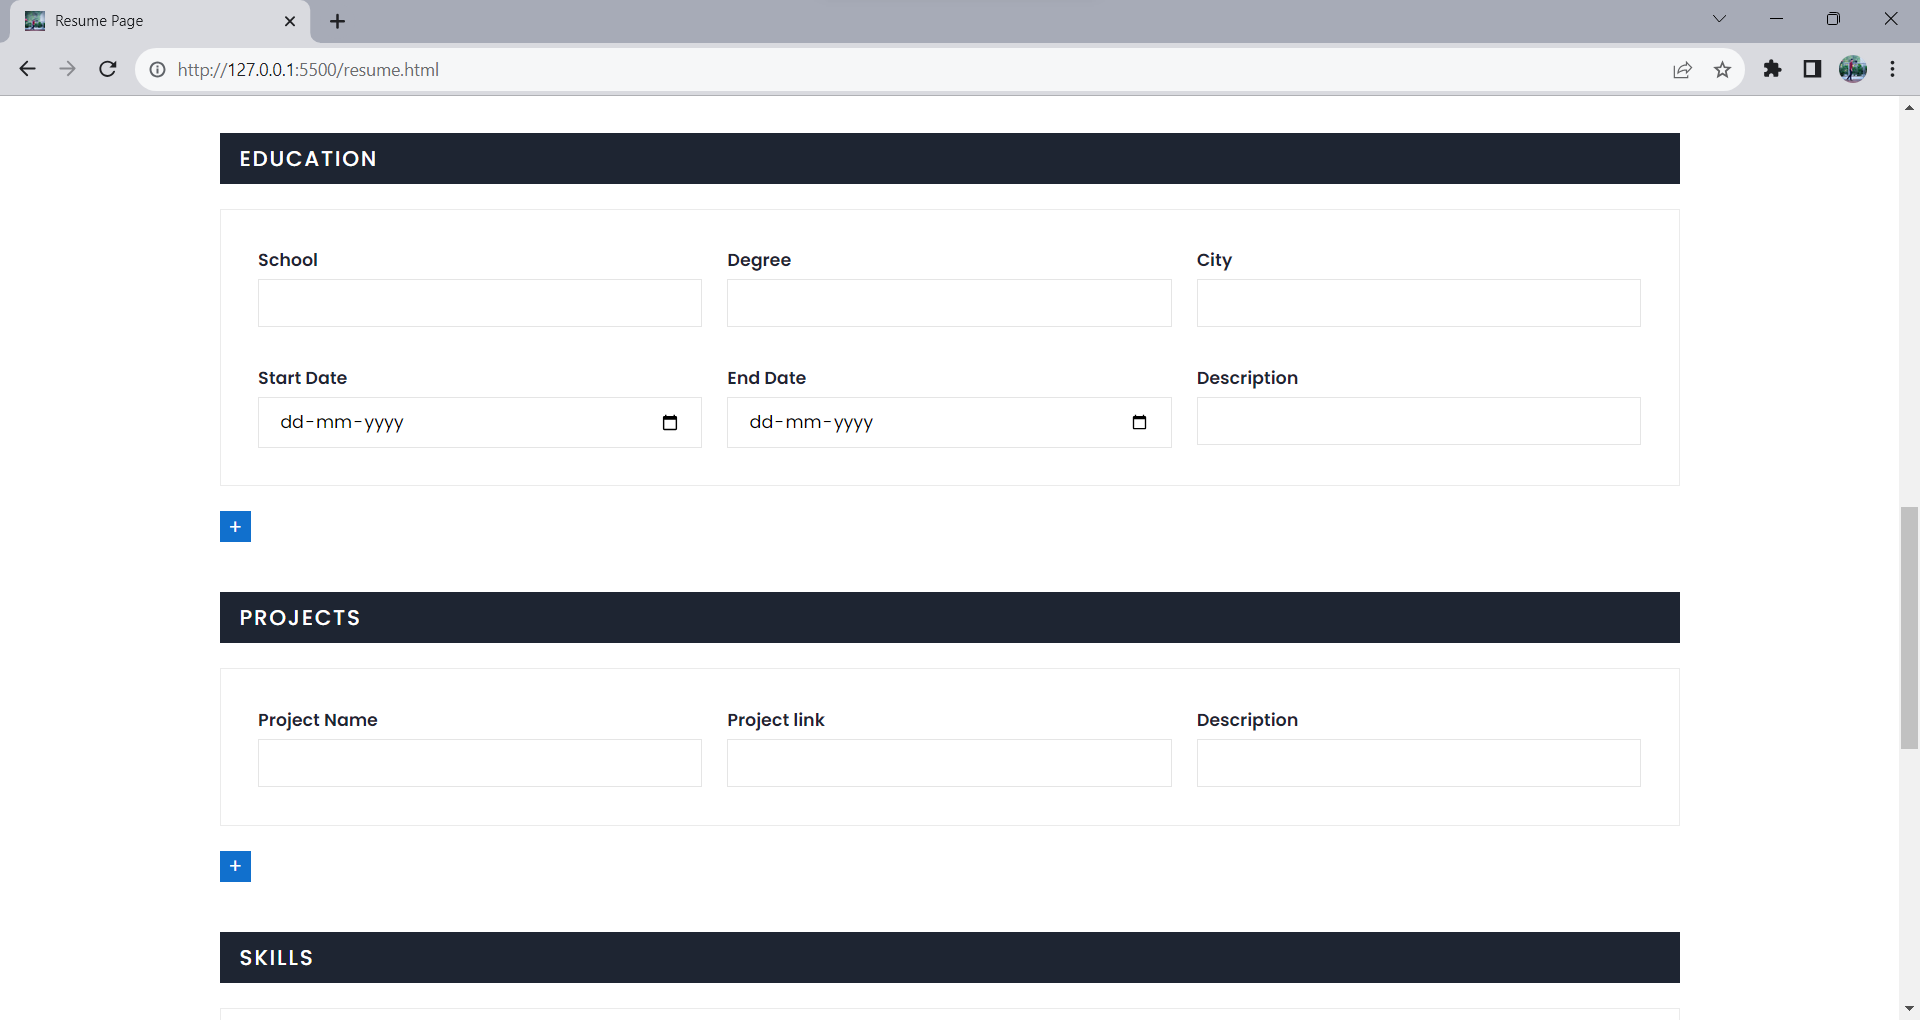 Resume Page
http://127.0.0.1:5500/resume.html
EDUCATION
School Degree City
Start Date End Date Description
dd-mm-yyyy dd-mm-yyyy
+
PROJECTS
Project Name Project link Description
+
SKILLS